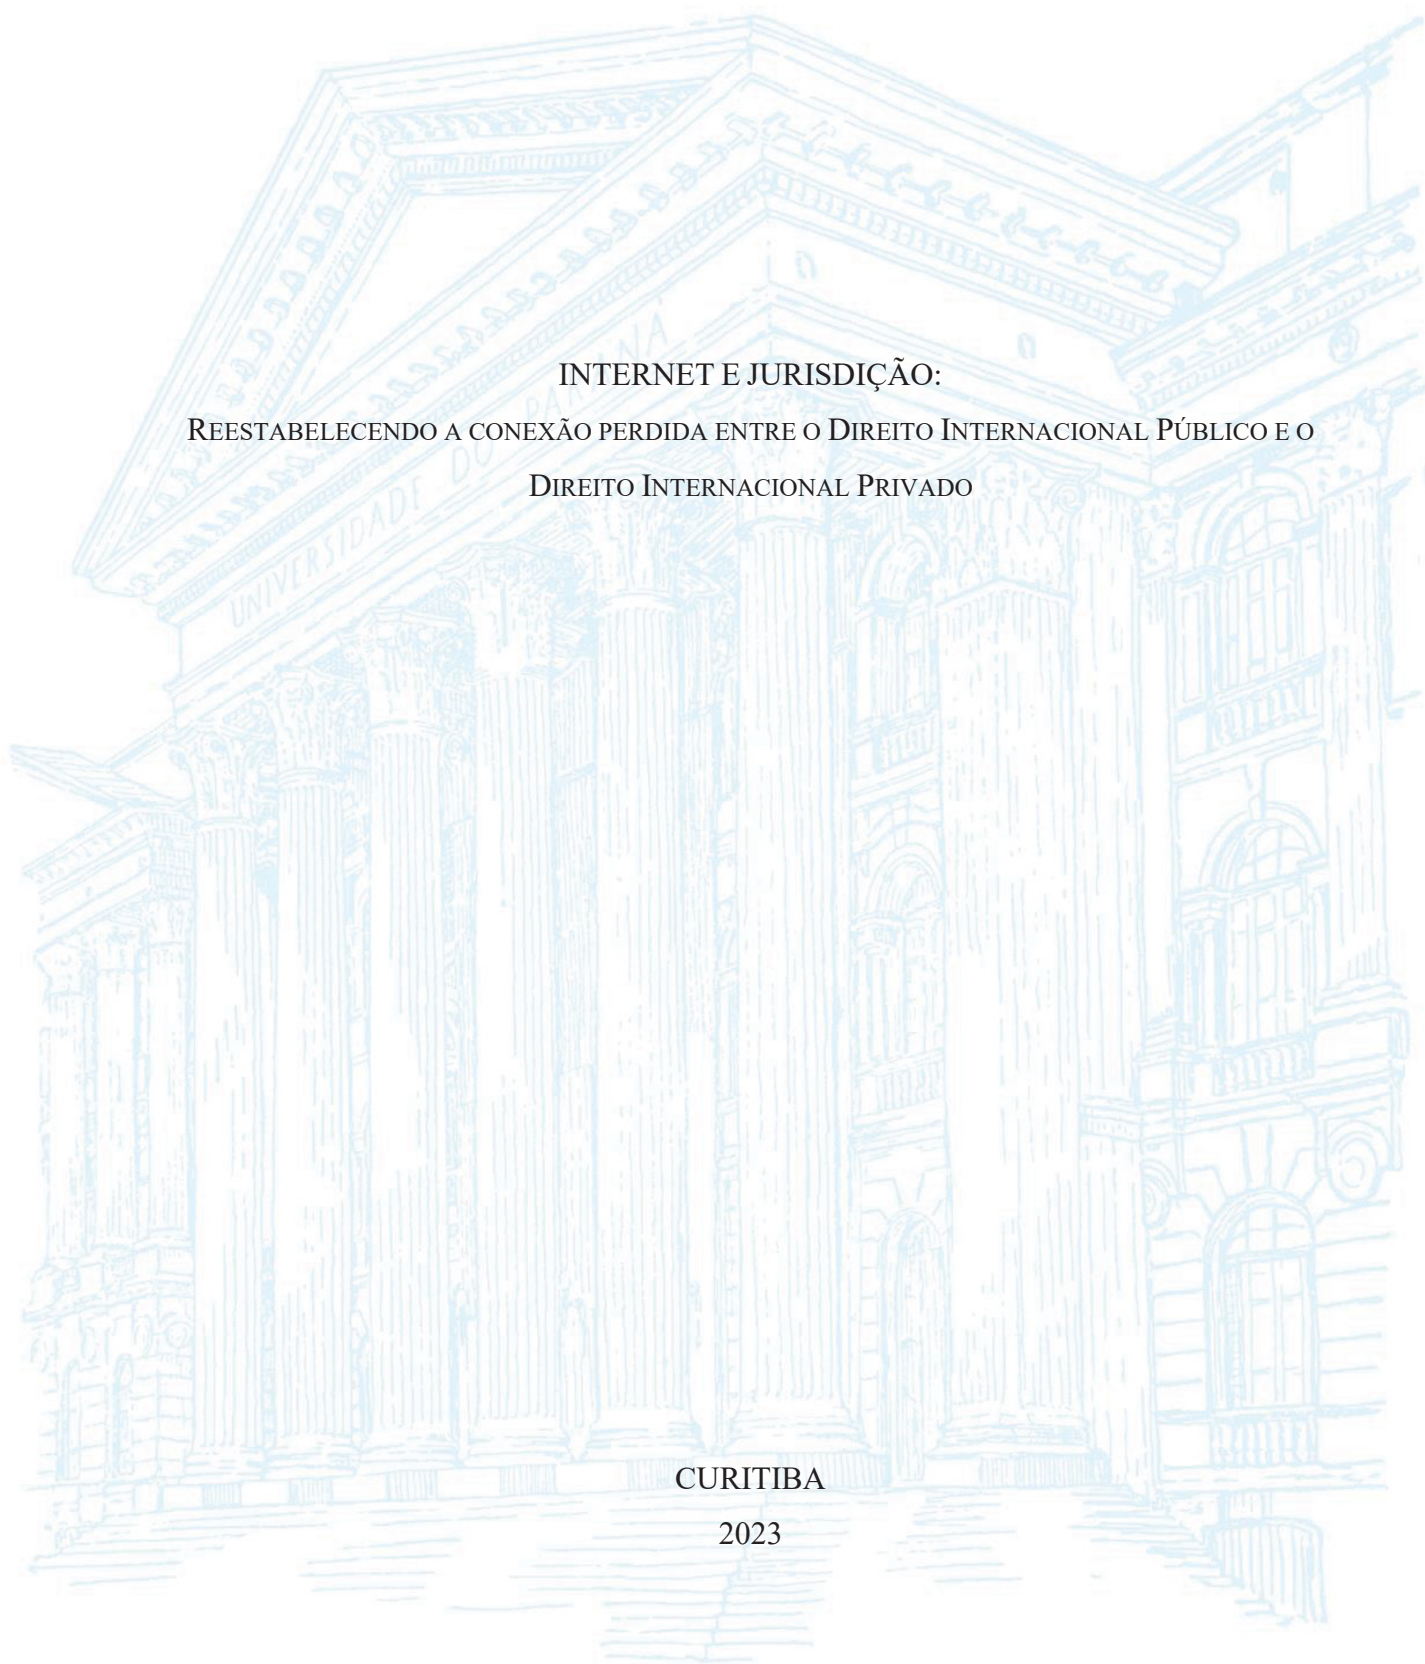 UNIVERSIDADE DO PARANÁ
INTERNET E JURISDIÇÃO:
REESTABELECENDO A CONEXÃO PERDIDA ENTRE O DIREITO INTERNACIONAL PÚBLICO E O
DIREITO INTERNACIONAL PRIVADO
CURITIBA
2023